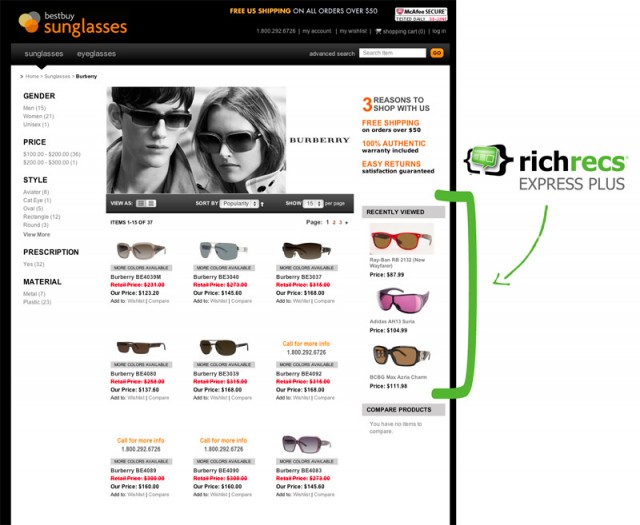 bestbuy
sunglasses
FREE US SHIPPING ON ALL ORDERS OVER $50
McAfee SECURE
1.800.292.6726 | my account | my wishlist | shopping cart (0) | log in
sunglasses eyeglasses
advanced search Search Item GO
Home > Sunglasses > Burberry
GENDER
Men (15)
Women (21)
Unisex (1)
PRICE
$100.00 - $200.00 (36)
$200.00 - $300.00 (1)
STYLE
Aviator (6)
Cat Eye (1)
Oval (5)
Rectangle (12)
Round (3)
View More
PRESCRIPTION
Yes (32)
MATERIAL
Metal (7)
Plastic (23)
BURBERRY
3 REASONS TO
SHOP WITH US
FREE SHIPPING
on orders over $50
100% AUTHENTIC
warranty included
EASY RETURNS
satisfaction guaranteed
VIEW AS: SORT BY Popularity SHOW 15 per page
ITEMS 1-15 OF 37 Page: 1 2 3
MORE COLORS AVAILABLE MORE COLORS AVAILABLE MORE COLORS AVAILABLE
Burberry BE4039M Burberry BE3040 Burberry BE3037
Retail Price: $231.00 Retail Price: $273.00 Retail Price: $315.00
Our Price: $123.20 Our Price: $145.60 Our Price: $168.00
Add to: Wishlist | Compare Add to: Wishlist | Compare Add to: Wishlist | Compare
Call for more info
1.800.292.6726
MORE COLORS AVAILABLE MORE COLORS AVAILABLE MORE COLORS AVAILABLE
Burberry BE4080 Burberry BE3039 Burberry BE4092
Retail Price: $258.00 Retail Price: $315.00 Retail Price: $315.00
Our Price: $137.60 Our Price: $168.00 Our Price: $168.00
Add to: Wishlist | Compare Add to: Wishlist | Compare Add to: Wishlist | Compare
Call for more info Call for more info
1.800.292.6726 1.800.292.6726
MORE COLORS AVAILABLE MORE COLORS AVAILABLE MORE COLORS AVAILABLE
Burberry BE4089 Burberry BE4090 Burberry BE4083
Retail Price: $300.00 Retail Price: $300.00 Retail Price: $273.00
Our Price: $160.00 Our Price: $160.00 Our Price: $145.60
Add to: Wishlist | Compare Add to: Wishlist | Compare Add to: Wishlist | Compare
RECENTLY VIEWED
Ray-Ban RB 2132 (New
Wayfarer)
Price: $87.99
Adidas AH13
Price: $104.99
BCBG Max Azria Charm
Price: $111.98
COMPARE PRODUCTS
You have no items to
compare.
richrecs
EXPRESS PLUS